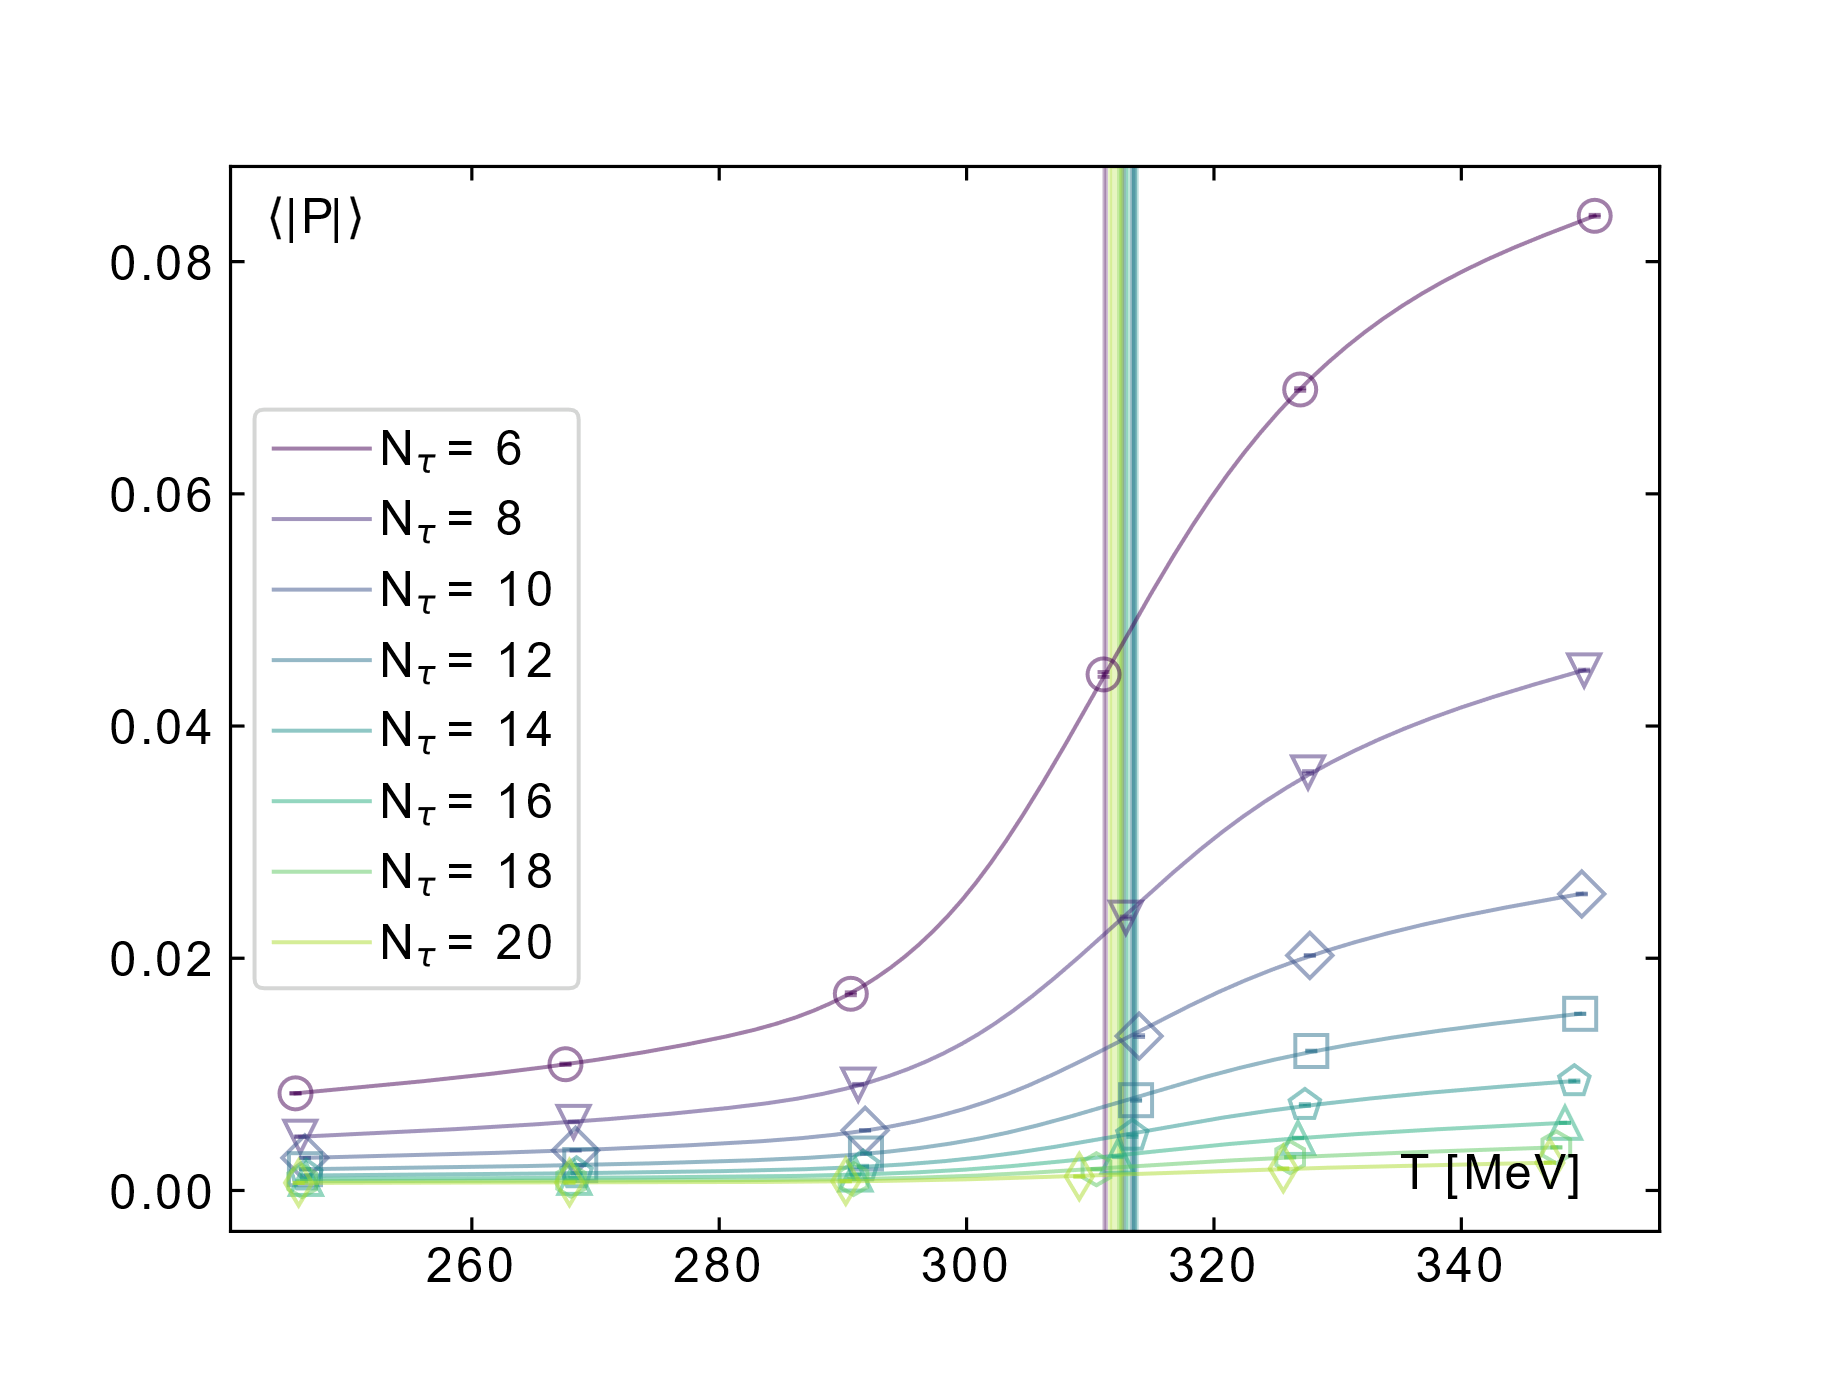 ⟨|P|⟩
0.08
0.06
0.04
0.02
0.00
N_τ = 6
N_τ = 8
N_τ = 10
N_τ = 12
N_τ = 14
N_τ = 16
N_τ = 18
N_τ = 20
T [MeV]
260 280 300 320 340